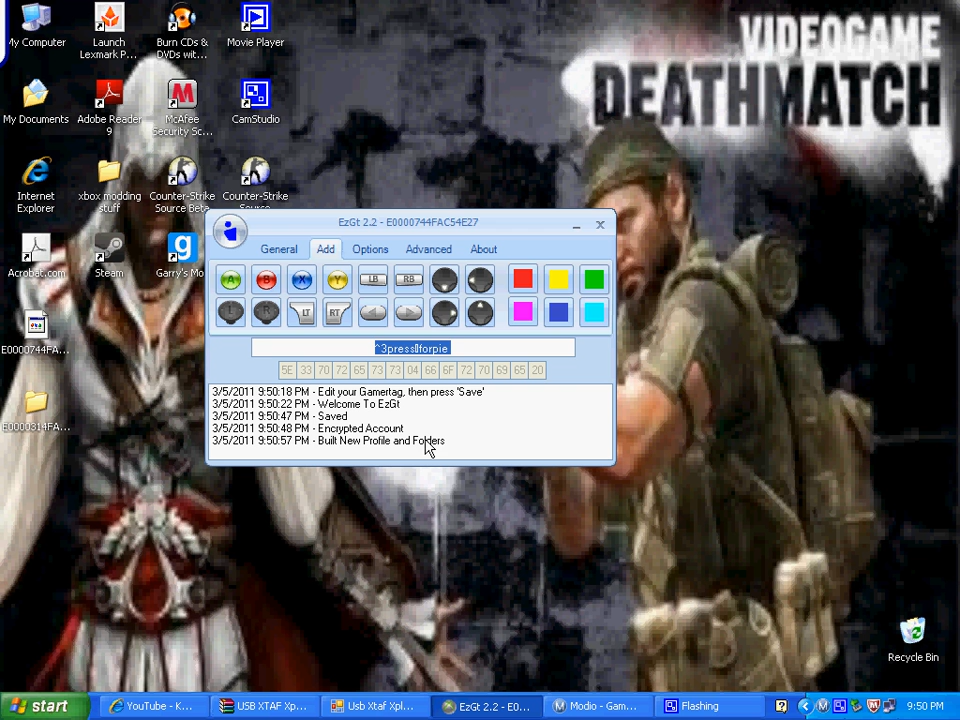 VIDEOGAME
DEATHMATCH
My Computer
Launch
Lexmark P...
Burn CDs &
DVDs wit...
Movie Player
My Documents
Adobe Reader
9
McAfee
Security Sc...
CamStudio
Internet
Explorer
xbox modding
stuff
Counter-Strike
Source Beta
Counter-Strike
Source
Acrobat.com
Steam
Garry's Mo
E0000744FA...
E0000314FA...
EzGt 2.2 - E0000744FAC54E27
General
Add
Options
Advanced
About
A
B
X
Y
LB
RB
L
R
LT
RT
^3press▯forpie
5E 33 70 72 65 73 73 04 66 6F 72 70 69 65 20
3/5/2011 9:50:18 PM - Edit your Gamertag, then press 'Save'
3/5/2011 9:50:22 PM - Welcome To EzGt
3/5/2011 9:50:47 PM - Saved
3/5/2011 9:50:48 PM - Encrypted Account
3/5/2011 9:50:57 PM - Built New Profile and Folders
Recycle Bin
start
YouTube - K...
USB XTAF Xp...
Usb Xtaf Xpl...
EzGt 2.2 - E0...
Modio - Gam...
Flashing
9:50 PM